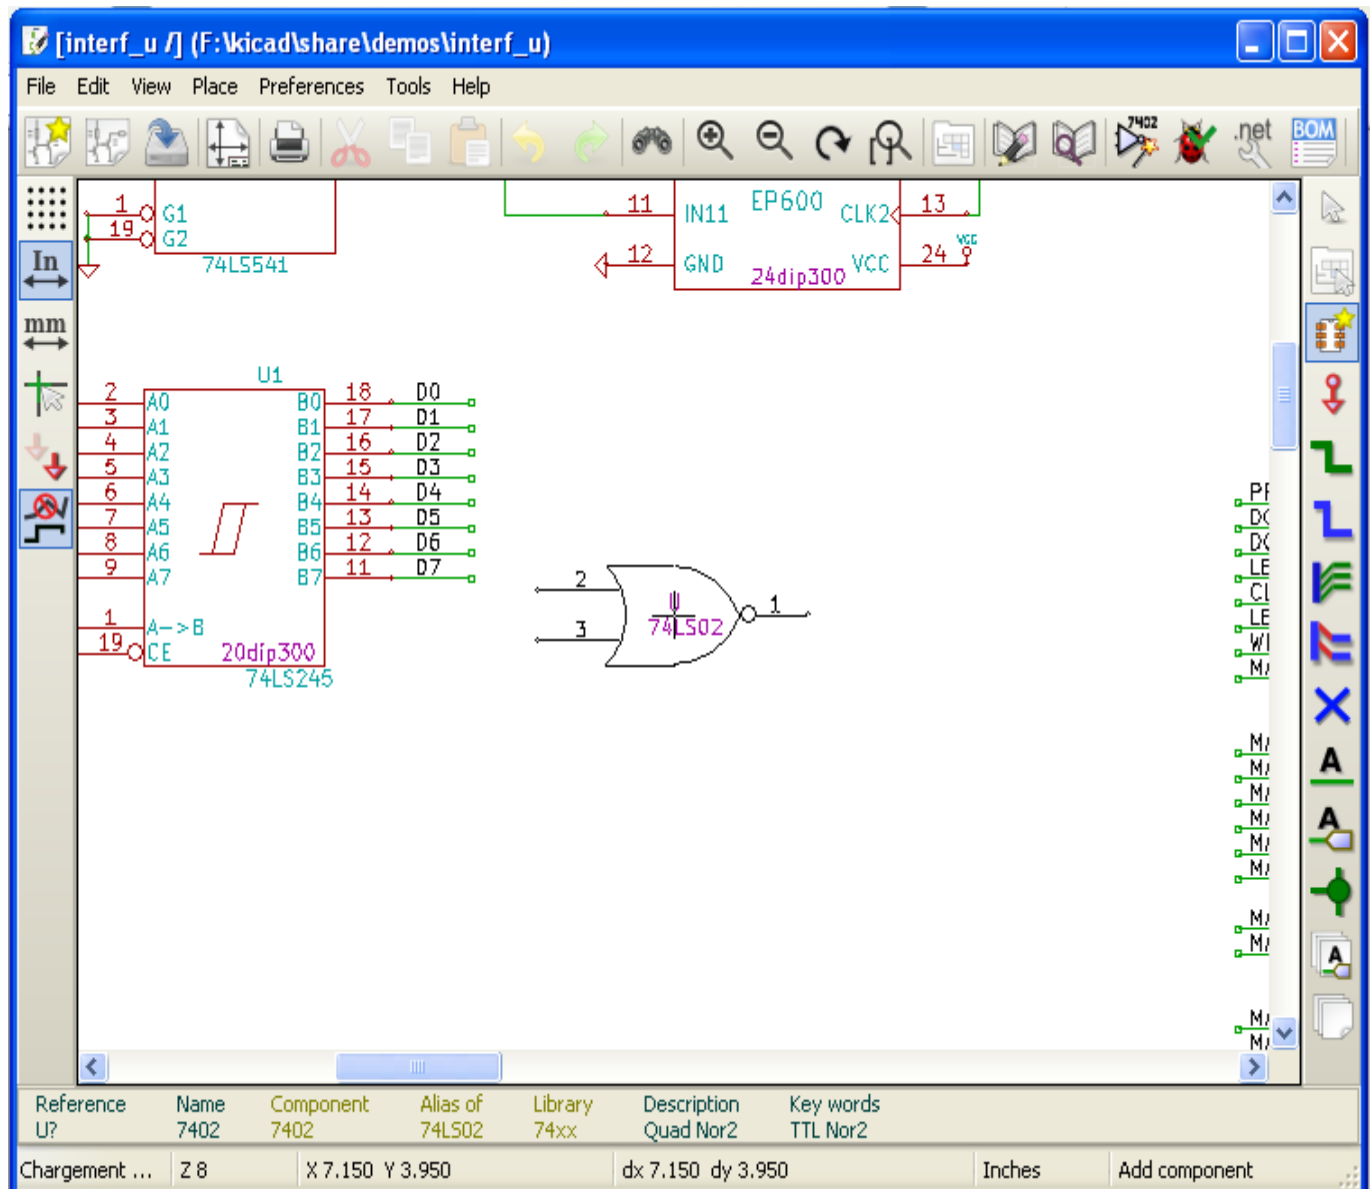 [interf_u /] (F:\kicad\share\demos\interf_u)
File Edit View Place Preferences Tools Help
7402
.net
BOM
In
mm
1 G1
19 G2
74LS541
11 IN11 EP600 CLK2 13
12 GND VCC 24 VCC
24dip300
U1
2 A0 B0 18 D0
3 A1 B1 17 D1
4 A2 B2 16 D2
5 A3 B3 15 D3
6 A4 B4 14 D4
7 A5 B5 13 D5
8 A6 B6 12 D6
9 A7 B7 11 D7
1 A->B
19 CE 20dip300
74LS245
2
3
U
74LS02
1
A
A
A
Reference Name Component Alias of Library Description Key words
U? 7402 7402 74LS02 74xx Quad Nor2 TTL Nor2
Chargement ... Z 8 X 7.150 Y 3.950 dx 7.150 dy 3.950 Inches Add component